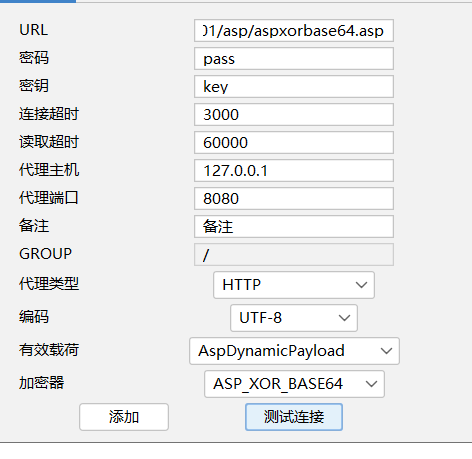 URL 01/asp/aspxorbase64.asp
密码 pass
密钥 key
连接超时 3000
读取超时 60000
代理主机 127.0.0.1
代理端口 8080
备注 备注
GROUP /
代理类型 HTTP
编码 UTF-8
有效载荷 AspDynamicPayload
加密器 ASP_XOR_BASE64
添加 测试连接